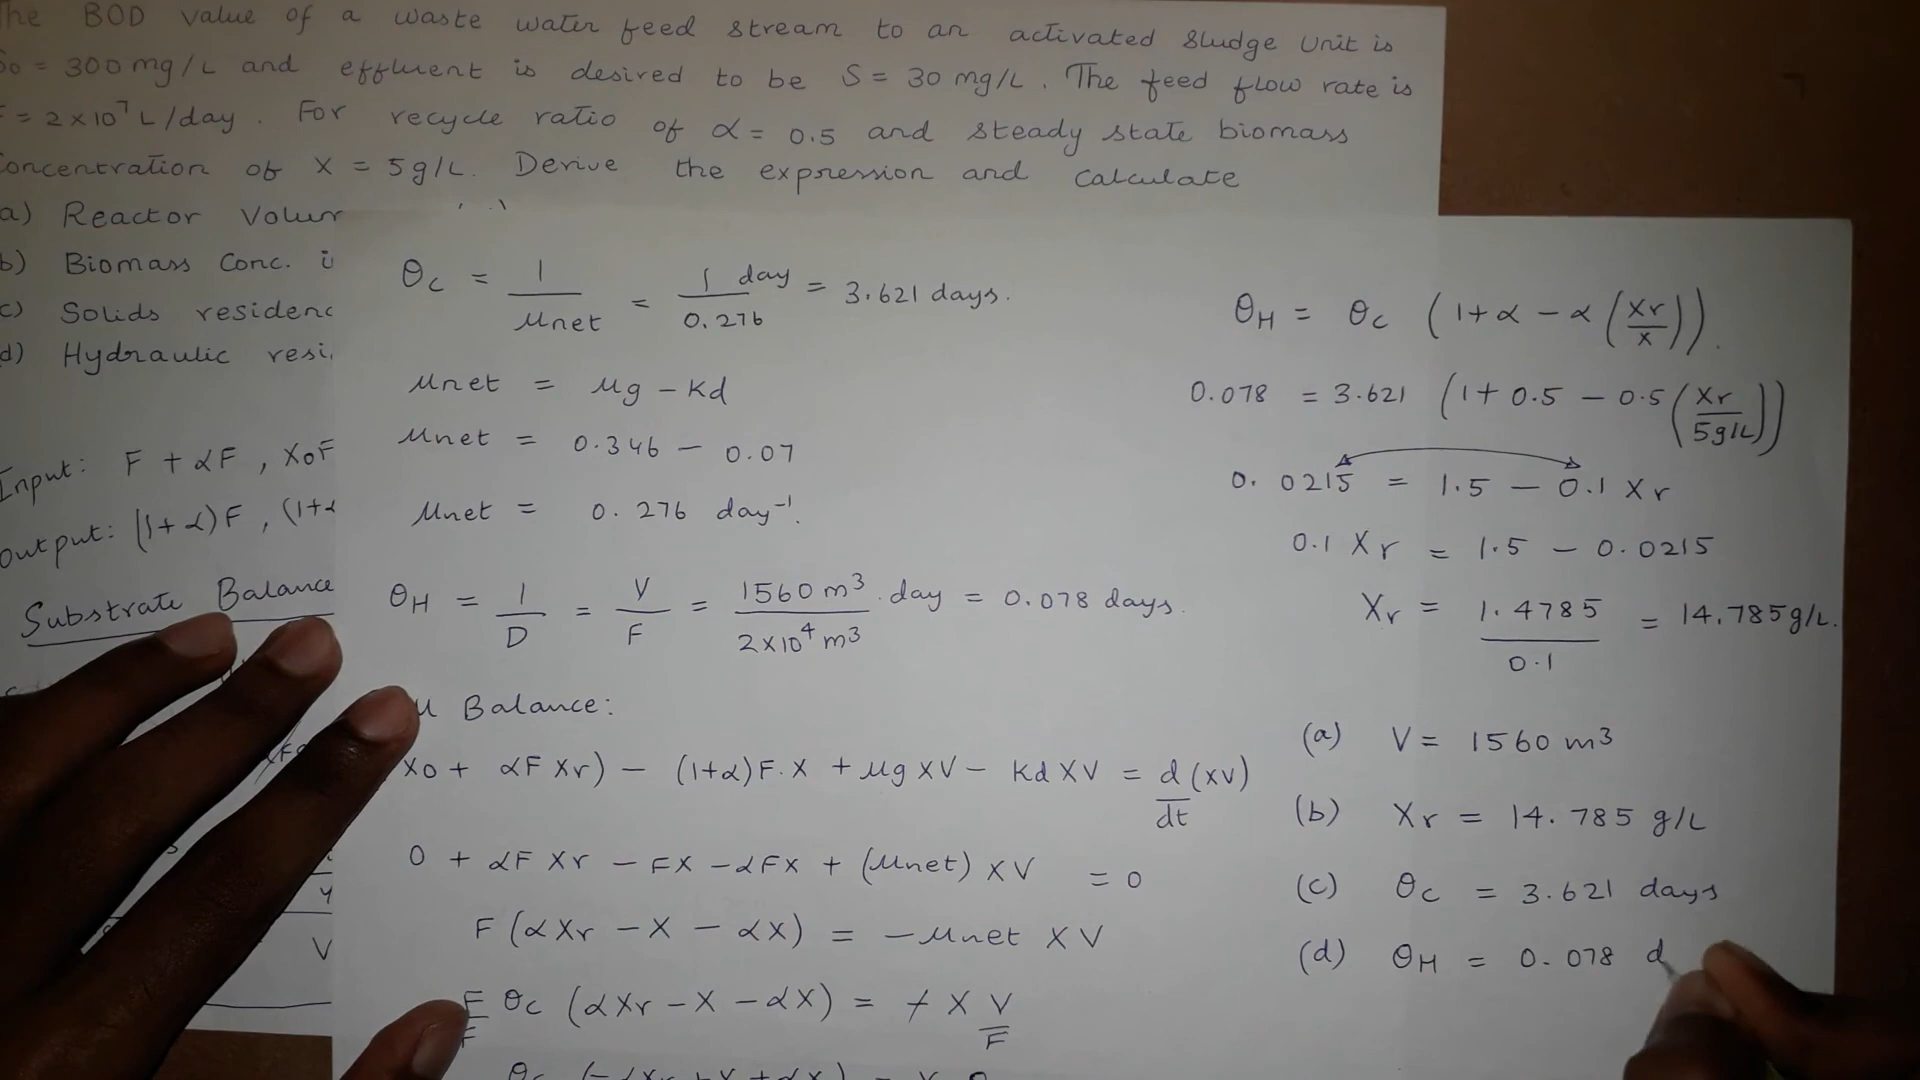 The BOD value of a waste water feed stream to an activated sludge unit is
So = 300 mg/L and effluent is desired to be S = 30 mg/L. The feed flow rate is
= 2×10⁷ L/day. For recycle ratio of α = 0.5 and steady state biomass
concentration of X = 5g/L. Derive the expression and calculate
a) Reactor Volum
b) Biomass Conc. i
c) Solids residenc
d) Hydraulic resi
Input: F + αF, XoF
Output: (1+α)F, (1+α
Substrate Balance
V
θc = 1/μnet = 1 day/0.276 = 3.621 days.
μnet = μg - kd
μnet = 0.346 - 0.07
μnet = 0.276 day⁻¹.
θH = 1/D = V/F = 1560 m³ . day/2×10⁴ m³ = 0.078 days.
Balance:
Xo + αF Xr) - (1+α)F.X + μg XV - kd XV = d(XV)/dt
0 + αF Xr - FX - αFX + (μnet) XV = 0
F (αXr - X - αX) = -μnet XV
F/F θc (αXr - X - αX) = X V/F
θH = θc (1+α - α (Xr/X)).
0.078 = 3.621 (1+ 0.5 - 0.5 (Xr/5g/L))
0.0215 = 1.5 - 0.1 Xr
0.1 Xr = 1.5 - 0.0215
Xr = 1.4785/0.1 = 14.785g/L.
(a) V = 1560 m³
(b) Xr = 14.785 g/L
(c) θc = 3.621 days
(d) θH = 0.078 d